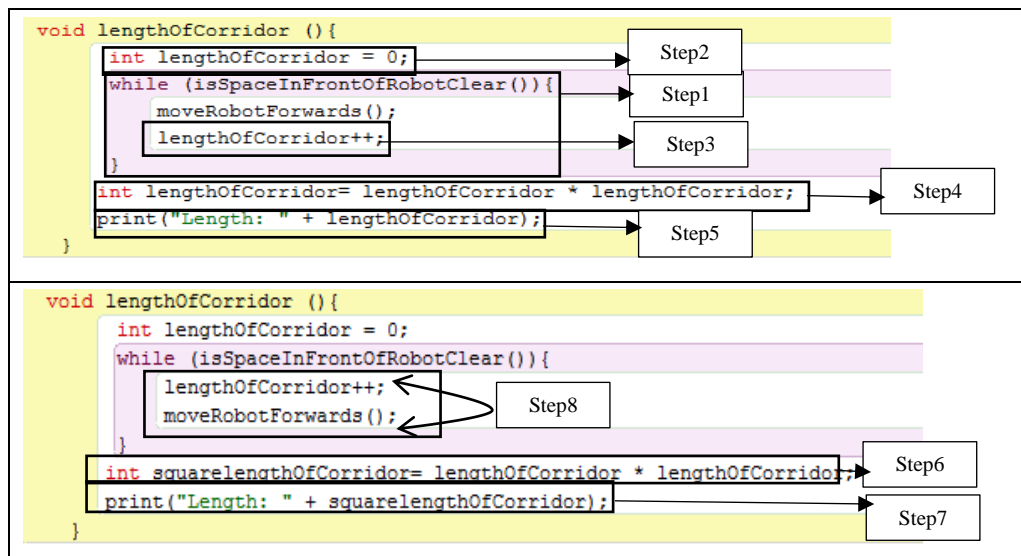 void lengthOfCorridor (){
int lengthOfCorridor = 0;
Step2
while (isSpaceInFrontOfRobotClear()){
Step1
moveRobotForwards();
lengthOfCorridor++;
Step3
}
int lengthOfCorridor= lengthOfCorridor * lengthOfCorridor;
Step4
print("Length: " + lengthOfCorridor);
Step5
}
void lengthOfCorridor (){
int lengthOfCorridor = 0;
while (isSpaceInFrontOfRobotClear()){
lengthOfCorridor++;
Step8
moveRobotForwards();
}
int squarelengthOfCorridor= lengthOfCorridor * lengthOfCorridor;
Step6
print("Length: " + squarelengthOfCorridor);
Step7
}